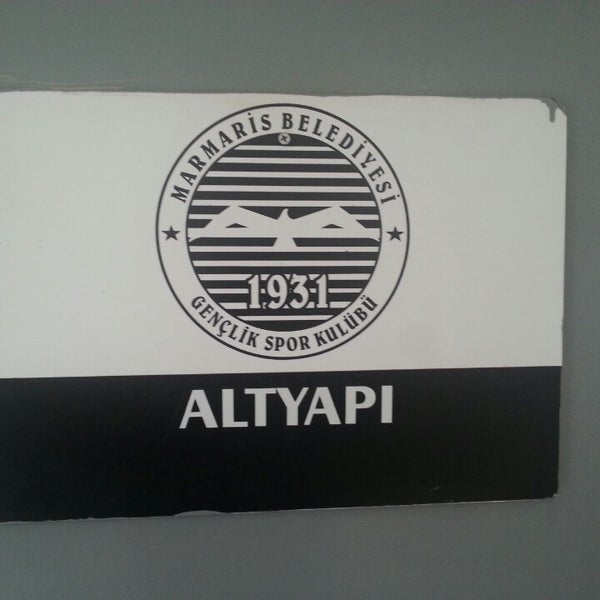 MARMARİS BELEDİYESİ
1931
GENÇLİK SPOR KULÜBÜ
ALTYAPI